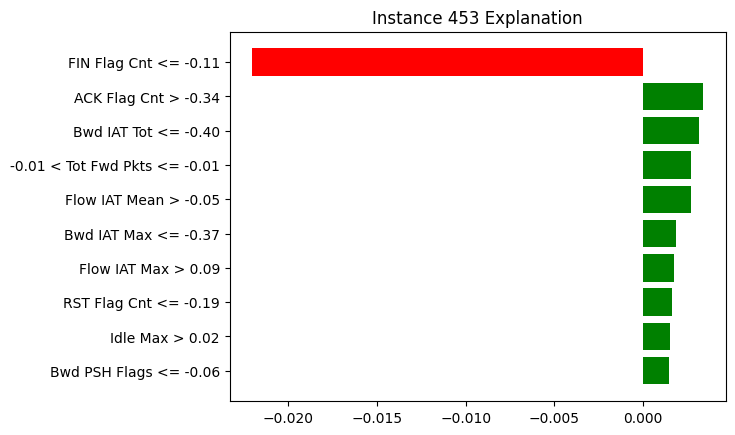 Instance 453 Explanation
FIN Flag Cnt <= -0.11
ACK Flag Cnt > -0.34
Bwd IAT Tot <= -0.40
-0.01 < Tot Fwd Pkts <= -0.01
Flow IAT Mean > -0.05
Bwd IAT Max <= -0.37
Flow IAT Max > 0.09
RST Flag Cnt <= -0.19
Idle Max > 0.02
Bwd PSH Flags <= -0.06
−0.020 −0.015 −0.010 −0.005 0.000